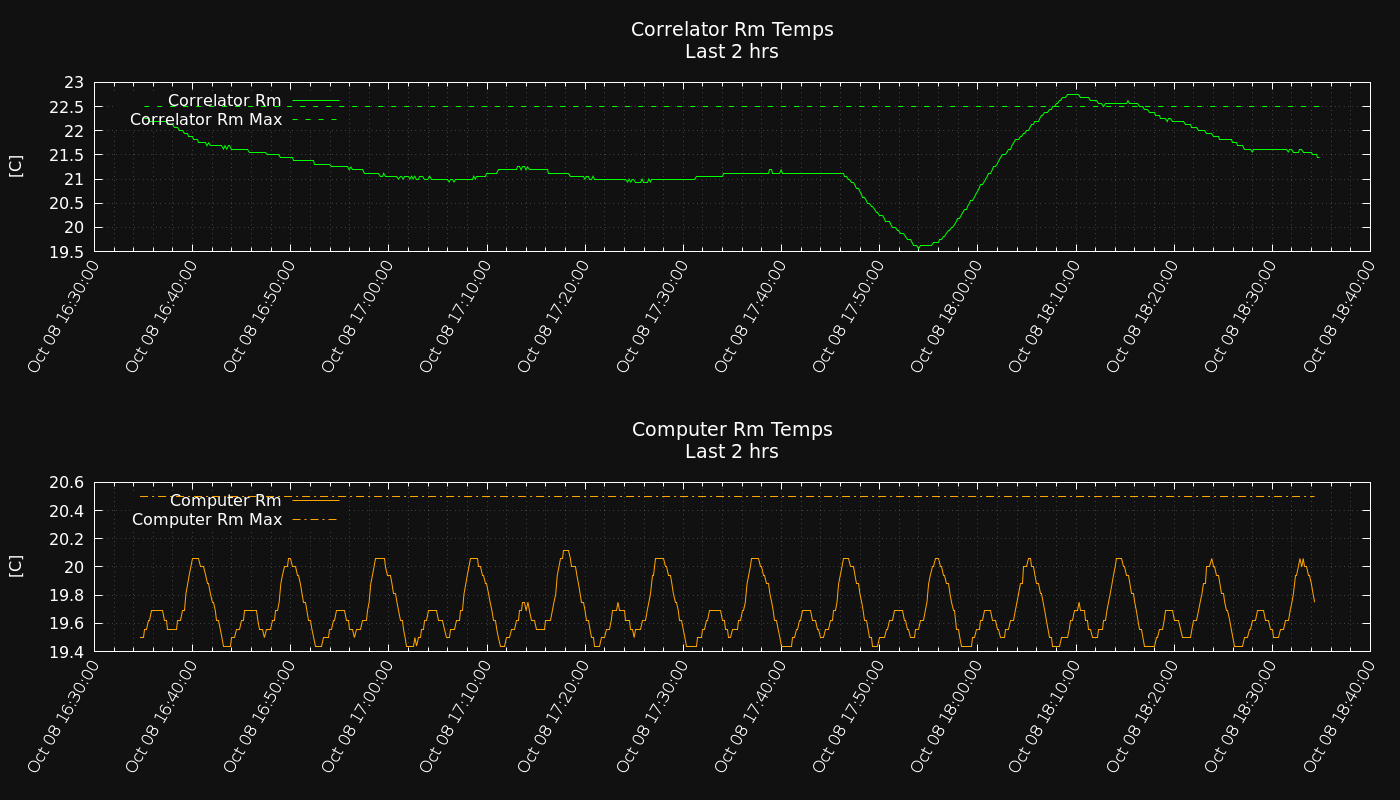 Correlator Rm Temps
Last 2 hrs
[C]
23
22.5
22
21.5
21
20.5
20
19.5
Correlator Rm
Correlator Rm Max
Oct 08 16:30:00
Oct 08 16:40:00
Oct 08 16:50:00
Oct 08 17:00:00
Oct 08 17:10:00
Oct 08 17:20:00
Oct 08 17:30:00
Oct 08 17:40:00
Oct 08 17:50:00
Oct 08 18:00:00
Oct 08 18:10:00
Oct 08 18:20:00
Oct 08 18:30:00
Oct 08 18:40:00
Computer Rm Temps
Last 2 hrs
[C]
20.6
20.4
20.2
20
19.8
19.6
19.4
Computer Rm
Computer Rm Max
Oct 08 16:30:00
Oct 08 16:40:00
Oct 08 16:50:00
Oct 08 17:00:00
Oct 08 17:10:00
Oct 08 17:20:00
Oct 08 17:30:00
Oct 08 17:40:00
Oct 08 17:50:00
Oct 08 18:00:00
Oct 08 18:10:00
Oct 08 18:20:00
Oct 08 18:30:00
Oct 08 18:40:00